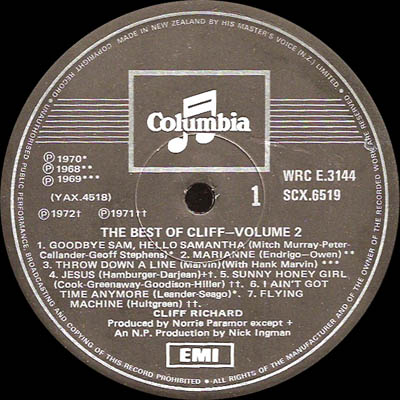 MADE IN NEW ZEALAND BY HIS MASTER'S VOICE (N.Z.) LIMITED
Columbia
Ⓟ 1970*
Ⓟ 1968**
Ⓟ 1969***
(YAX.4518)
Ⓟ 1972† Ⓟ 1971††
1
WRC E.3144
SCX.6519
THE BEST OF CLIFF—VOLUME 2
1. GOODBYE SAM, HELLO SAMANTHA (Mitch Murray-Peter-
Callander-Geoff Stephens)* 2. MARIANNE (Endrigo—Owen)**
3. THROW DOWN A LINE (Marvin)(With Hank Marvin) ***
4. JESUS (Hamburger-Darjen)††. 5. SUNNY HONEY GIRL
(Cook-Greenaway-Goodison-Hiller) ††. 6. I AIN'T GOT
TIME ANYMORE (Leander-Seago)*. 7. FLYING
MACHINE (Hultgreen) ††.
CLIFF RICHARD
Produced by Norrie Paramor except +
An N.P. Production by Nick Ingman
EMI
UNAUTHORISED PUBLIC PERFORMANCE BROADCASTING AND COPYING OF THIS RECORD PROHIBITED • ALL RIGHTS OF THE MANUFACTURER AND OF THE OWNER OF THE RECORDED WORK ARE RESERVED